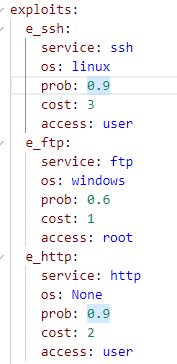 exploits:
  e_ssh:
    service: ssh
    os: linux
    prob: 0.9
    cost: 3
    access: user
  e_ftp:
    service: ftp
    os: windows
    prob: 0.6
    cost: 1
    access: root
  e_http:
    service: http
    os: None
    prob: 0.9
    cost: 2
    access: user